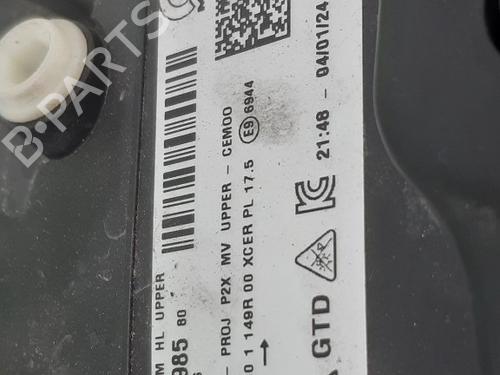 M HL UPPER
985 80
- PROJ P2X MV UPPER - CEM00
0 1 149R 00 XCER PL 17.5 E9 6944
GTD 21:48 - 04/01/24
B-PARTS